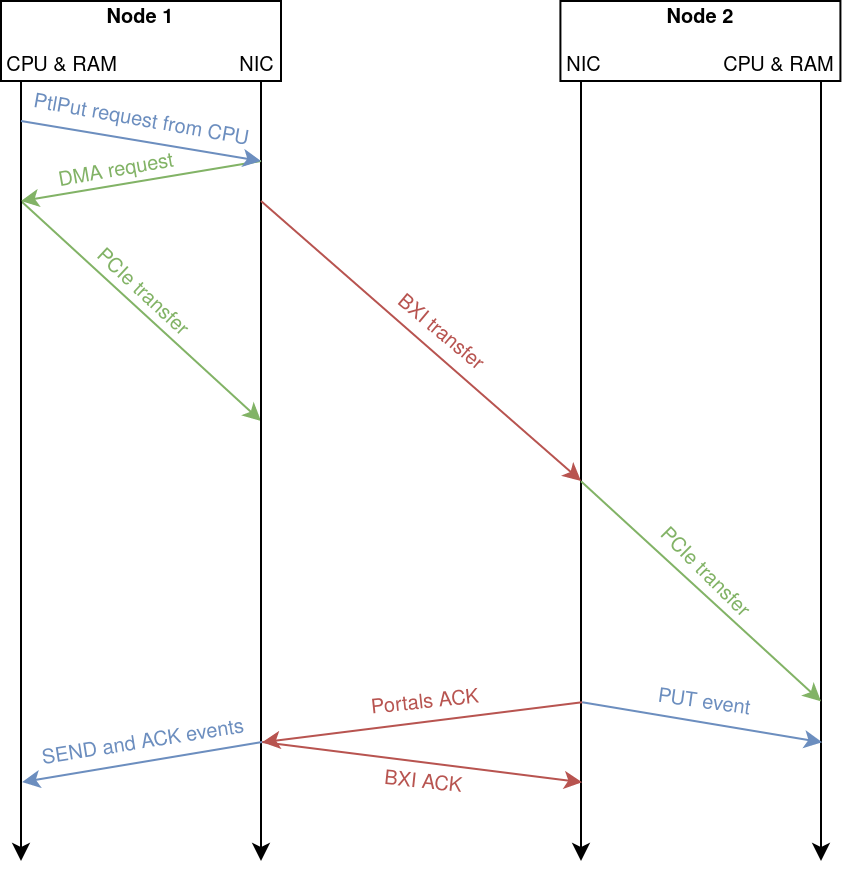 Node 1
Node 2
CPU & RAM
NIC
NIC
CPU & RAM
PtlPut request from CPU
DMA request
PCIe transfer
BXI transfer
PCIe transfer
Portals ACK
PUT event
SEND and ACK events
BXI ACK